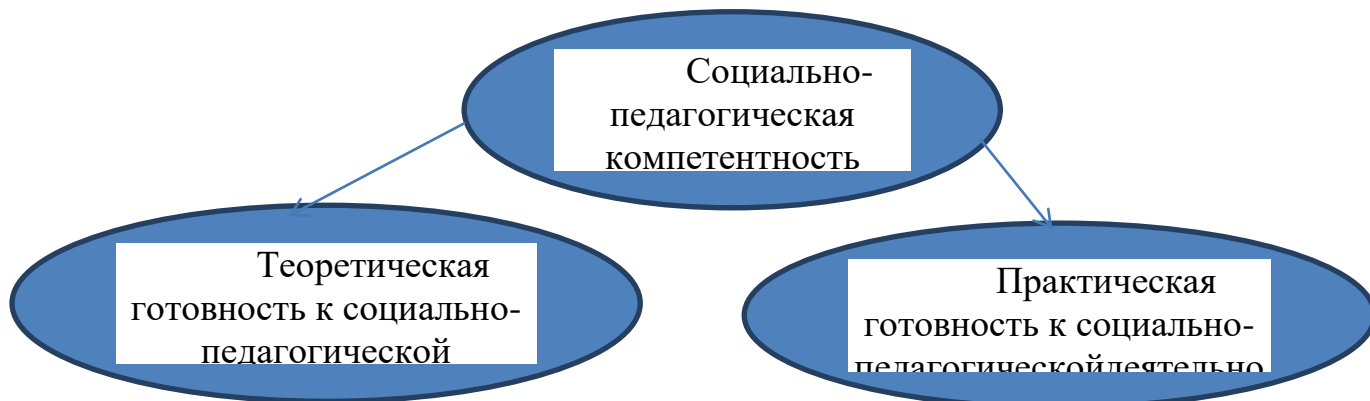 Социально-
педагогическая
компетентность
Теоретическая
готовность к социально-
педагогической
Практическая
готовность к социально-
педагогическойдеятельно